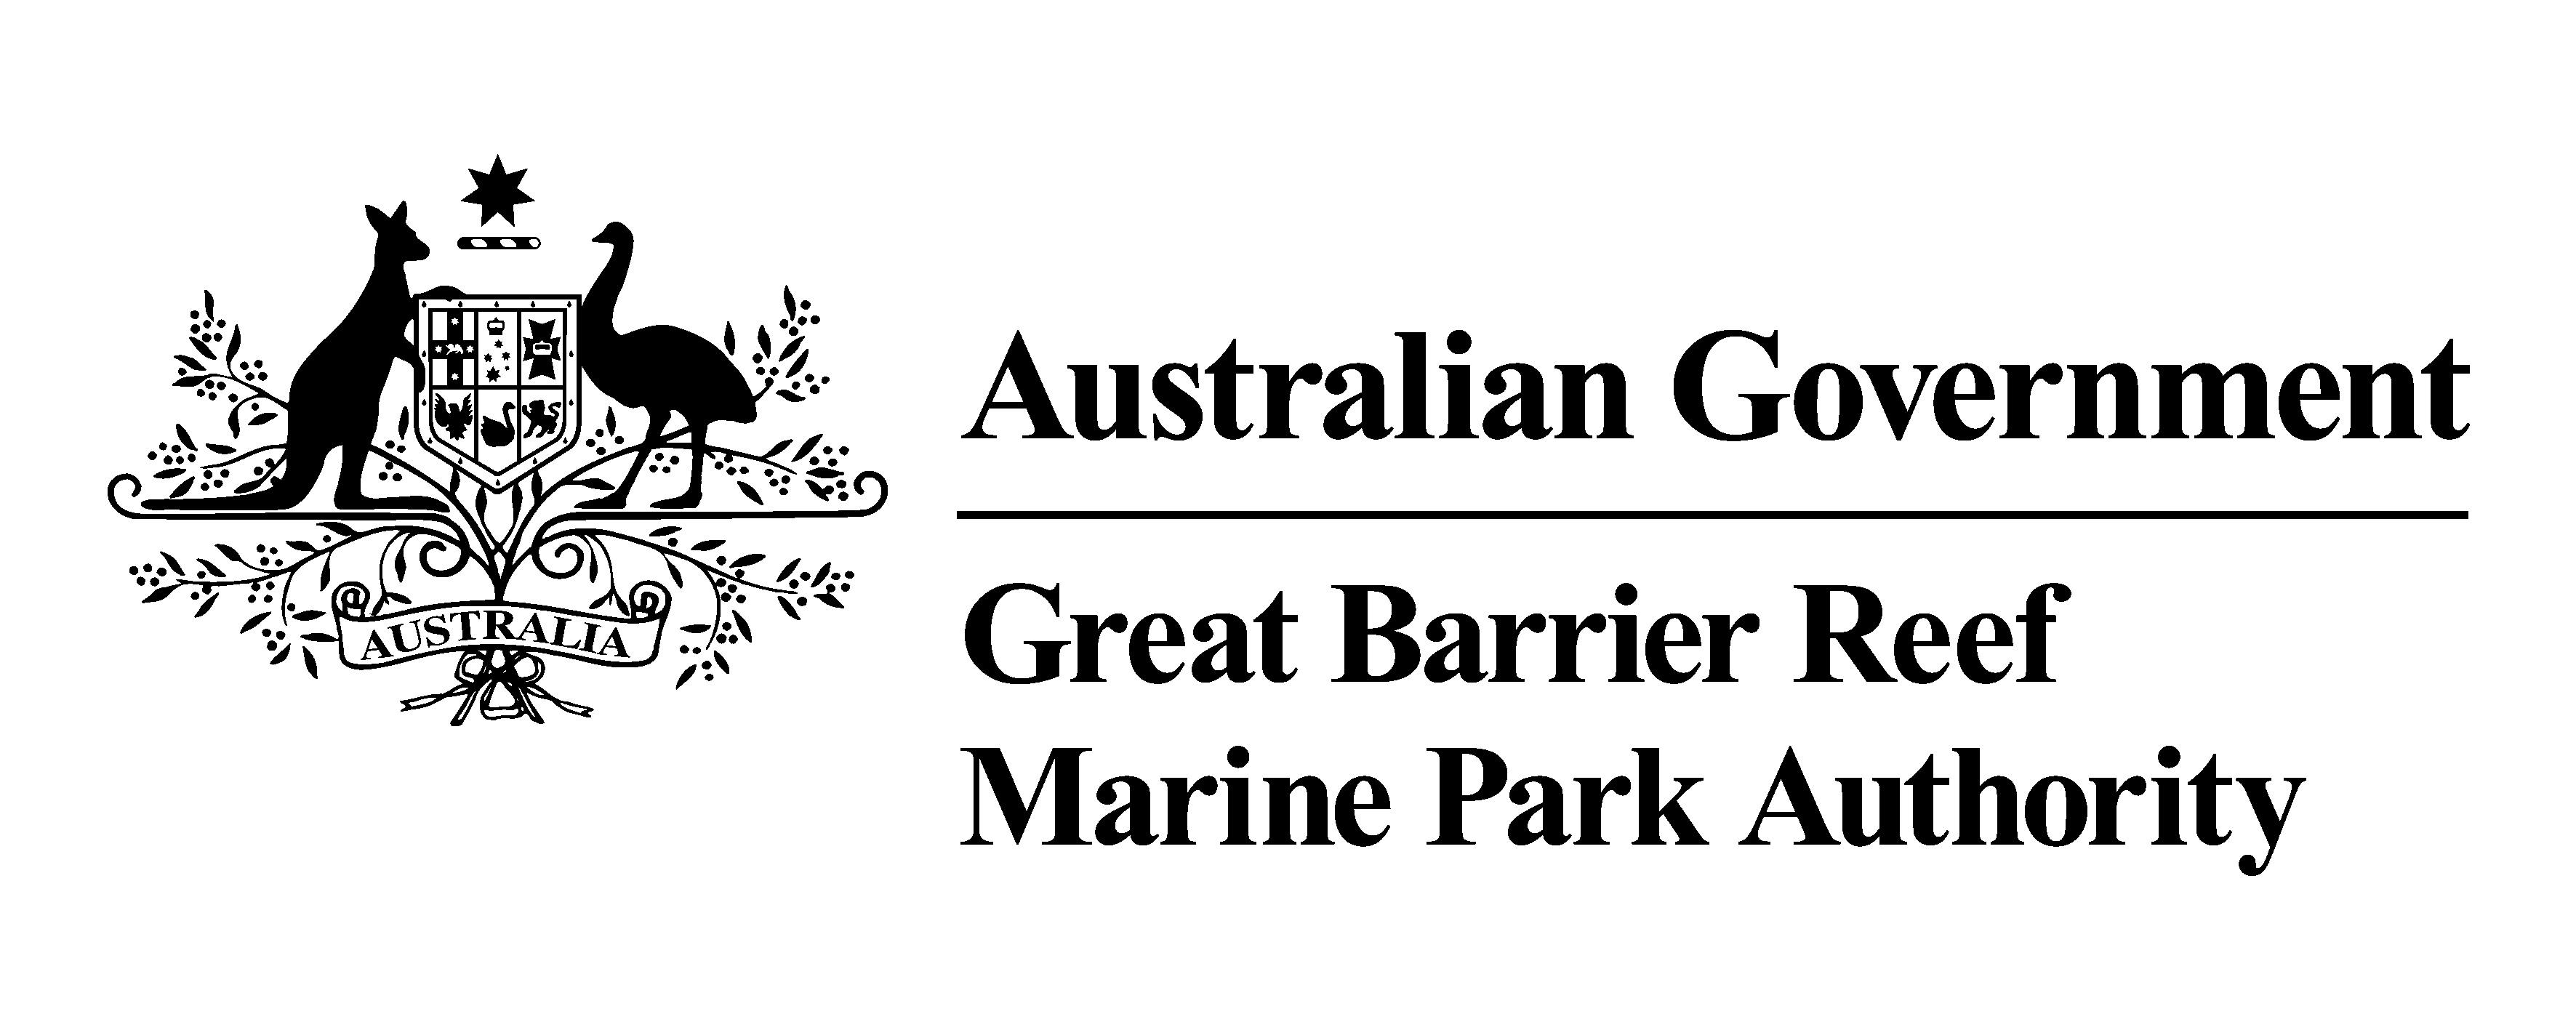 AUSTRALIA
Australian Government
Great Barrier Reef
Marine Park Authority